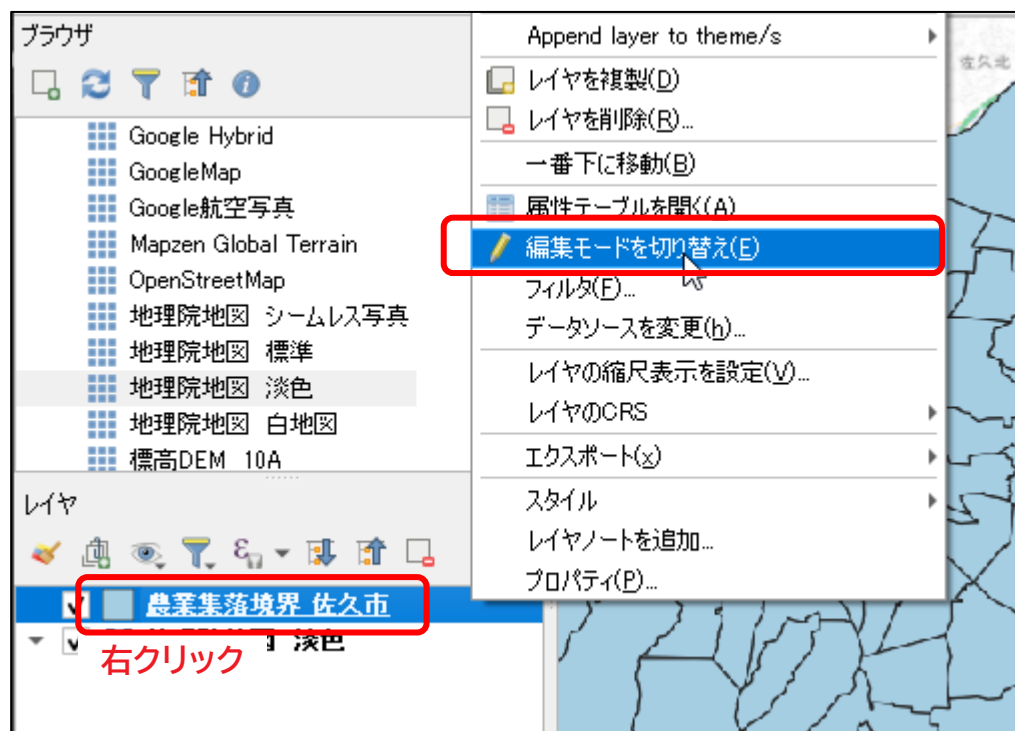 ブラウザ
Google Hybrid
GoogleMap
Google航空写真
Mapzen Global Terrain
OpenStreetMap
地理院地図 シームレス写真
地理院地図 標準
地理院地図 淡色
地理院地図 白地図
標高DEM 10A
レイヤ
農業集落境界 佐久市
淡色
右クリック
Append layer to theme/s
レイヤを複製(D)
レイヤを削除(R)...
一番下に移動(B)
属性テーブルを開く(A)
編集モードを切り替え(E)
フィルタ(F)...
データソースを変更(h)...
レイヤの縮尺表示を設定(V)...
レイヤのCRS
エクスポート(x)
スタイル
レイヤノートを追加...
プロパティ(P)...
佐久北